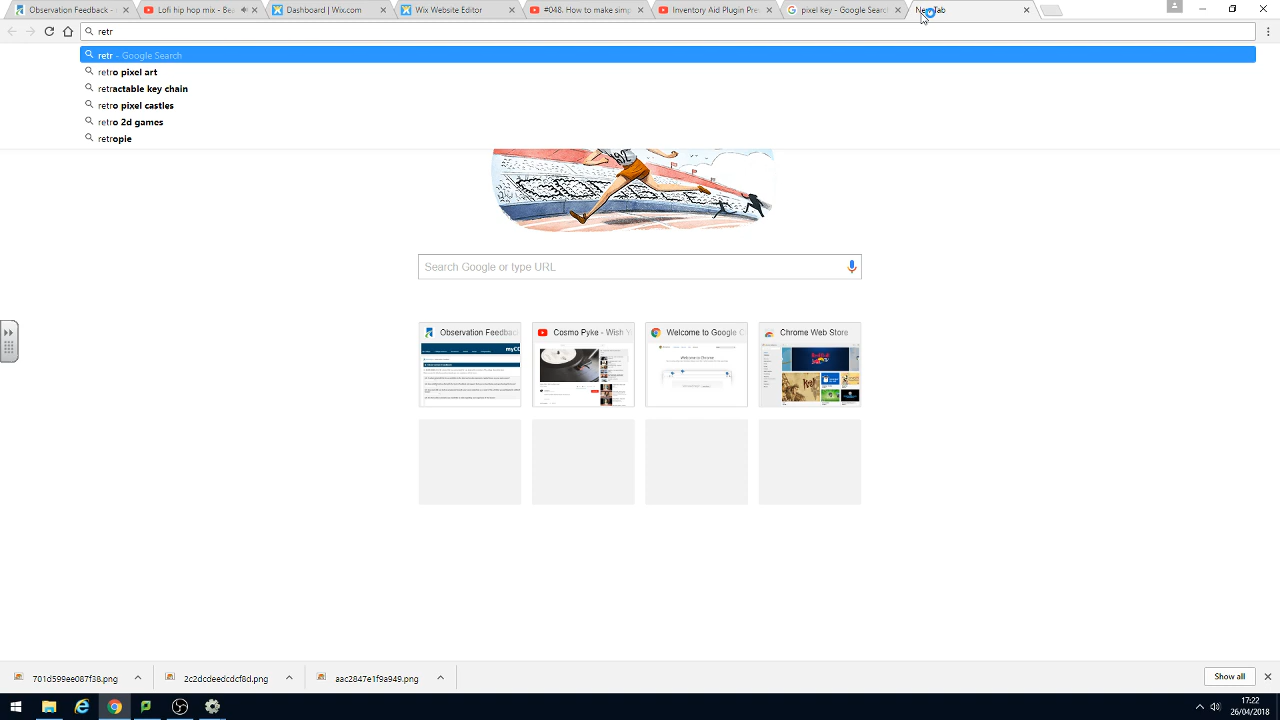 Observation Feedback
Lofi hip hop mix - Bea
Dashboard | Wix.com
Wix Website Editor
#048. How to make simp
Inventory Aid Plugin Pre
pixel key - Google Search
New Tab
retr
retr - Google Search
retro pixel art
retractable key chain
retro pixel castles
retro 2d games
retropie
Search Google or type URL
Observation Feedbac
Cosmo Pyke - Wish Y
Welcome to Google C
Chrome Web Store
701d599ee087f38.png
2c2dcdeedcdcf8d.png
aac2847e1f9a949.png
Show all
17:22
26/04/2018